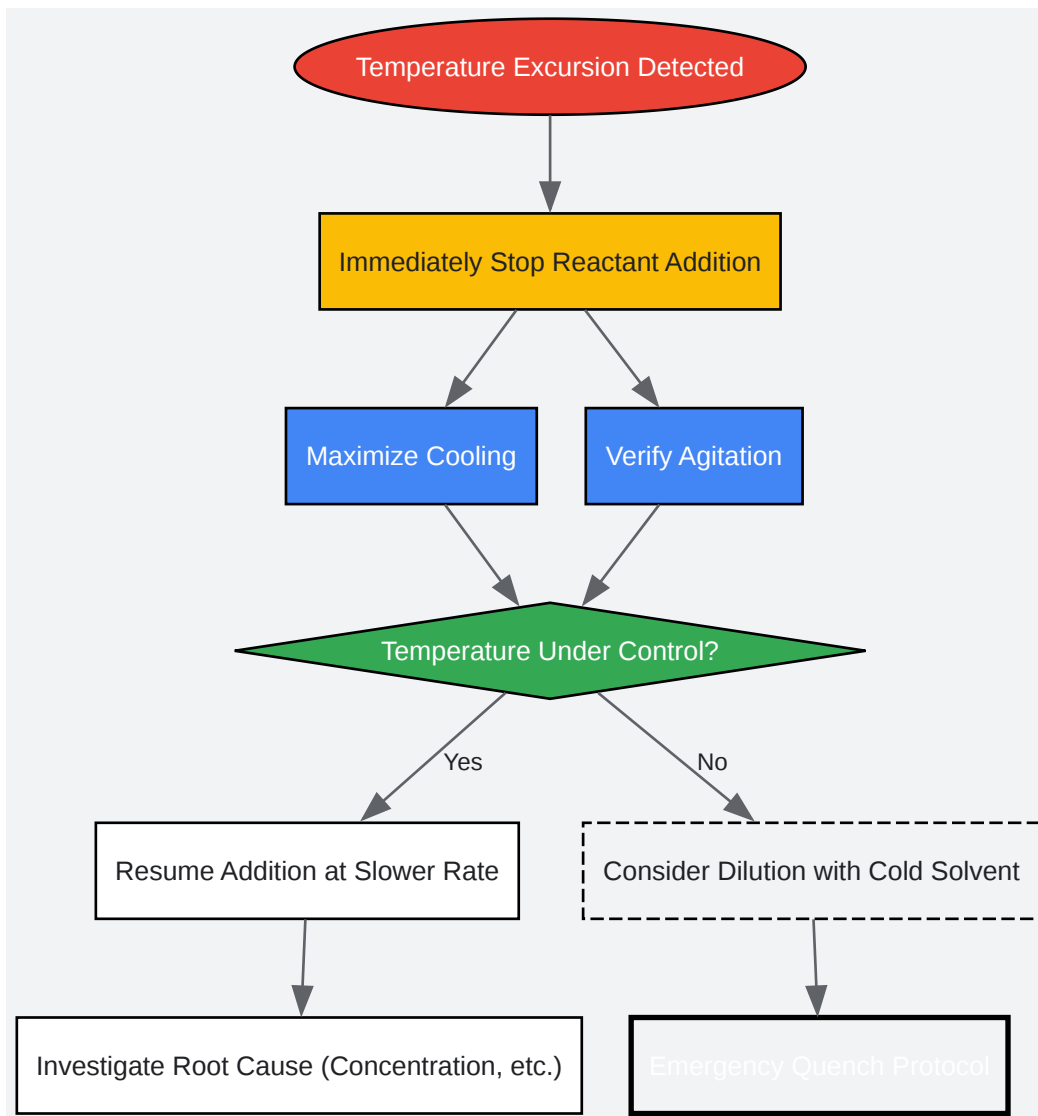 Temperature Excursion Detected
Immediately Stop Reactant Addition
Maximize Cooling
Verify Agitation
Temperature Under Control?
Yes
No
Resume Addition at Slower Rate
Consider Dilution with Cold Solvent
Investigate Root Cause (Concentration, etc.)
Emergency Quench Protocol